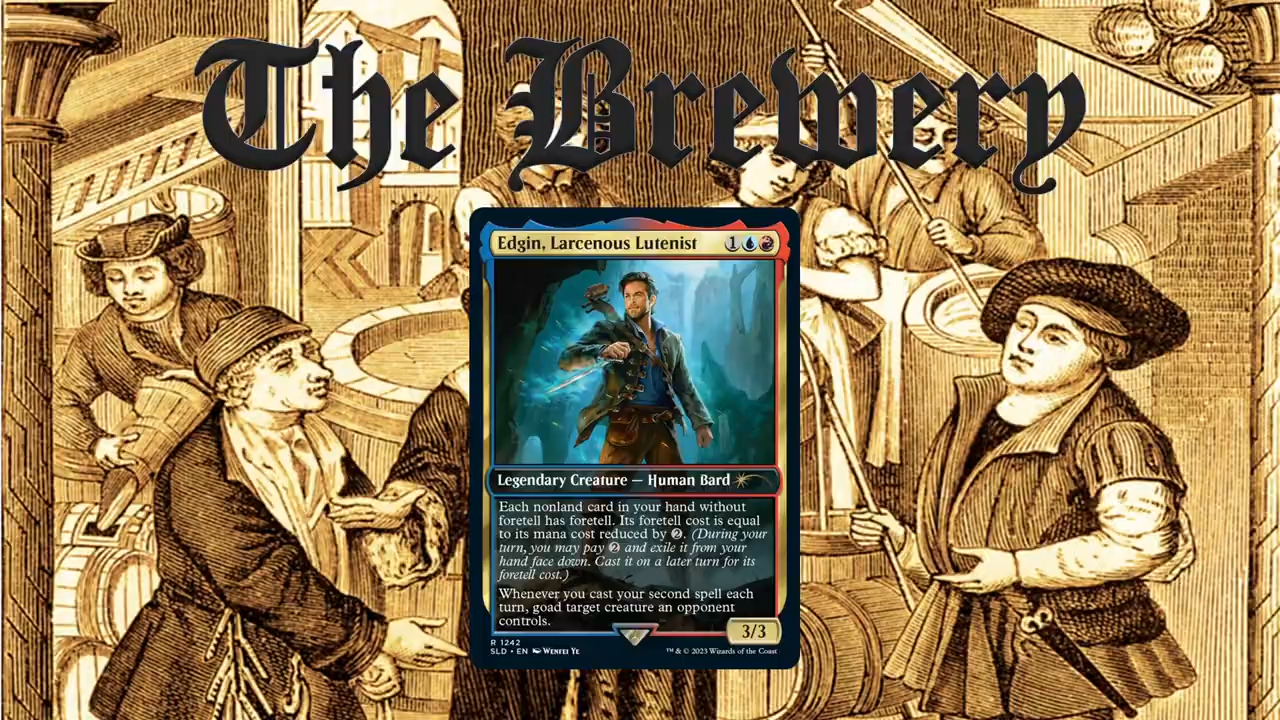 The Brewery
Edgin, Larcenous Lutenist 1
Legendary Creature — Human Bard
Each nonland card in your hand without
foretell has foretell. Its foretell cost is equal
to its mana cost reduced by 2. (During your
turn, you may pay 2 and exile it from your
hand face down. Cast it on a later turn for its
foretell cost.)
Whenever you cast your second spell each
turn, goad target creature an opponent
controls.
3/3
R 1242
SLD • EN Wenfei Ye
™ & © 2023 Wizards of the Coast